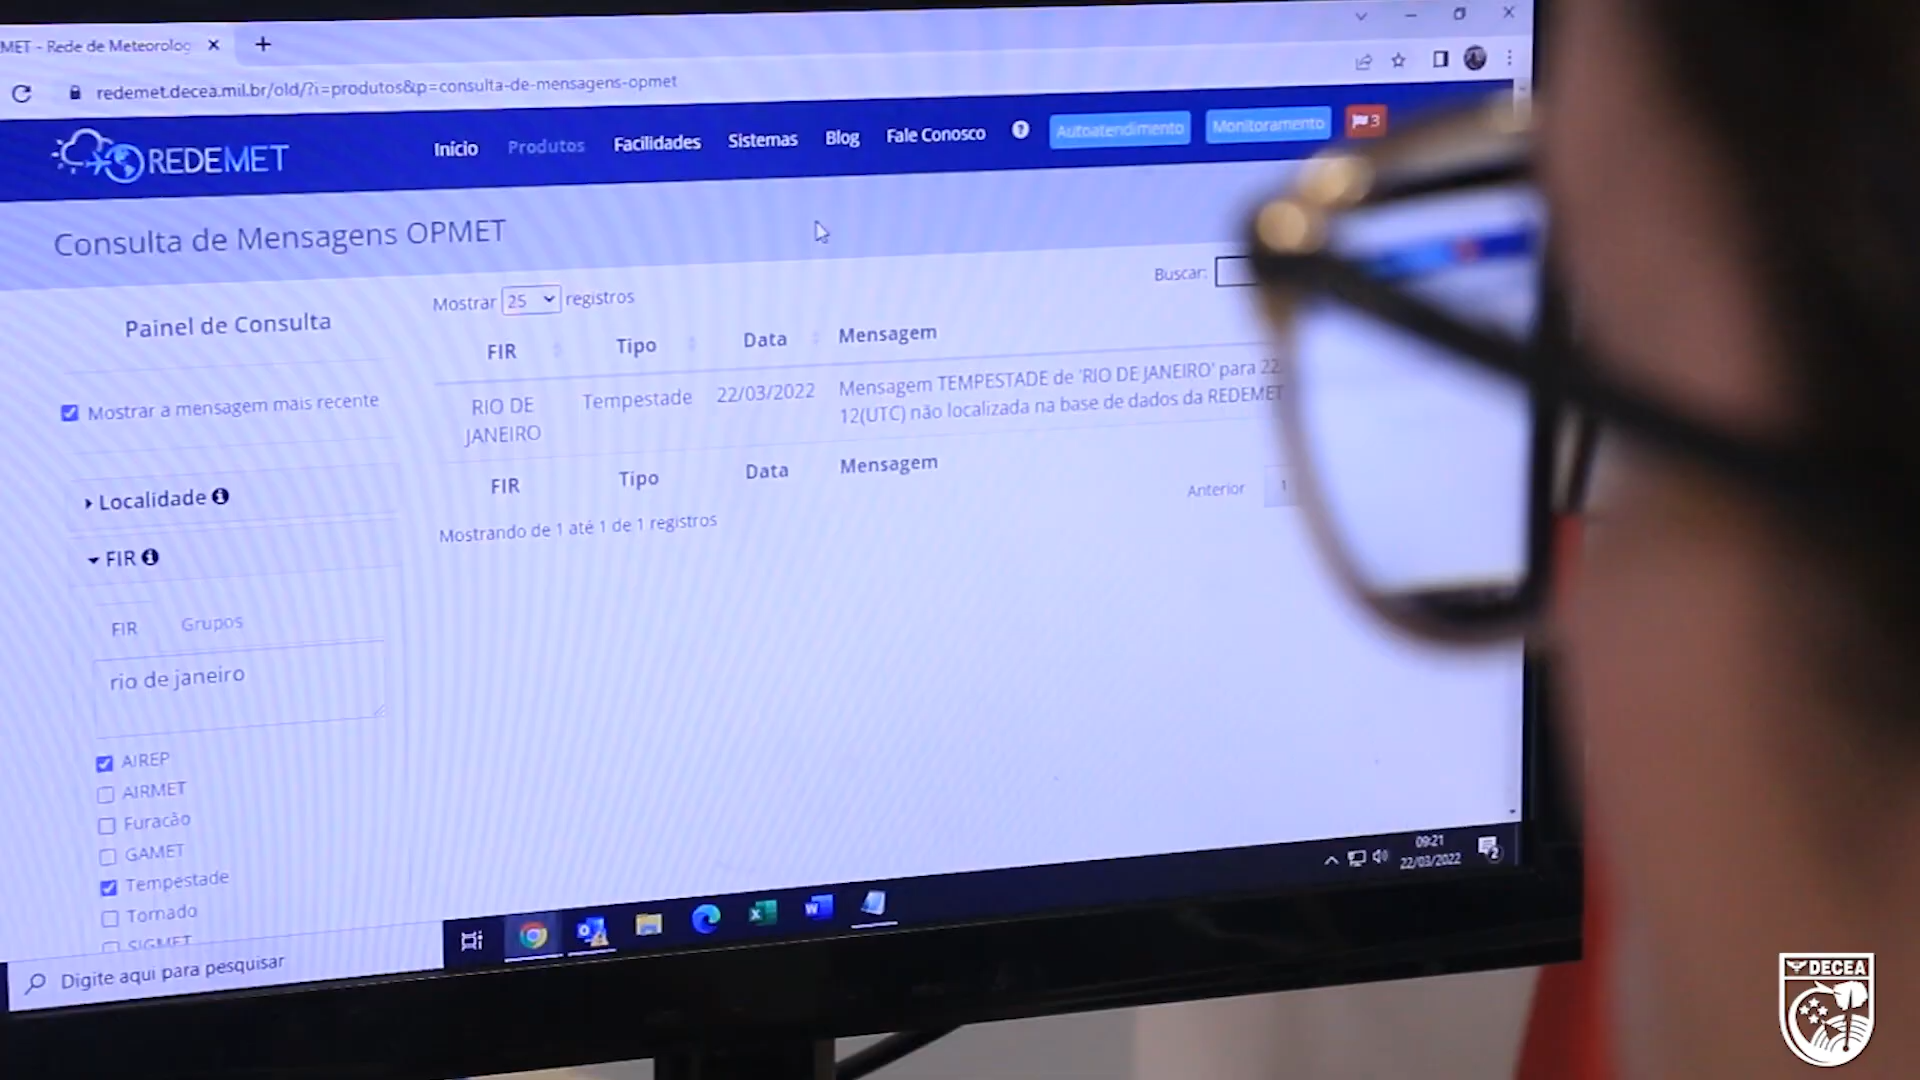 MET - Rede de Meteorolog
redemet.decea.mil.br/old/?i=produtos&p=consulta-de-mensagens-opmet
REDEMET
Início Produtos Facilidades Sistemas Blog Fale Conosco ? Autoatendimento Monitoramento 3
Consulta de Mensagens OPMET
Painel de Consulta
Mostrar a mensagem mais recente
Localidade
FIR
FIR Grupos
rio de janeiro
AIREP
AIRMET
Furacão
GAMET
Tempestade
Tornado
SIGMET
Mostrar 25 registros
Buscar:
FIR Tipo Data Mensagem
RIO DE JANEIRO Tempestade 22/03/2022 Mensagem TEMPESTADE de 'RIO DE JANEIRO' para 22
12(UTC) não localizada na base de dados da REDEMET
FIR Tipo Data Mensagem
Mostrando de 1 até 1 de 1 registros
Anterior 1
Digite aqui para pesquisar
09:21
22/03/2022
2
DECEA